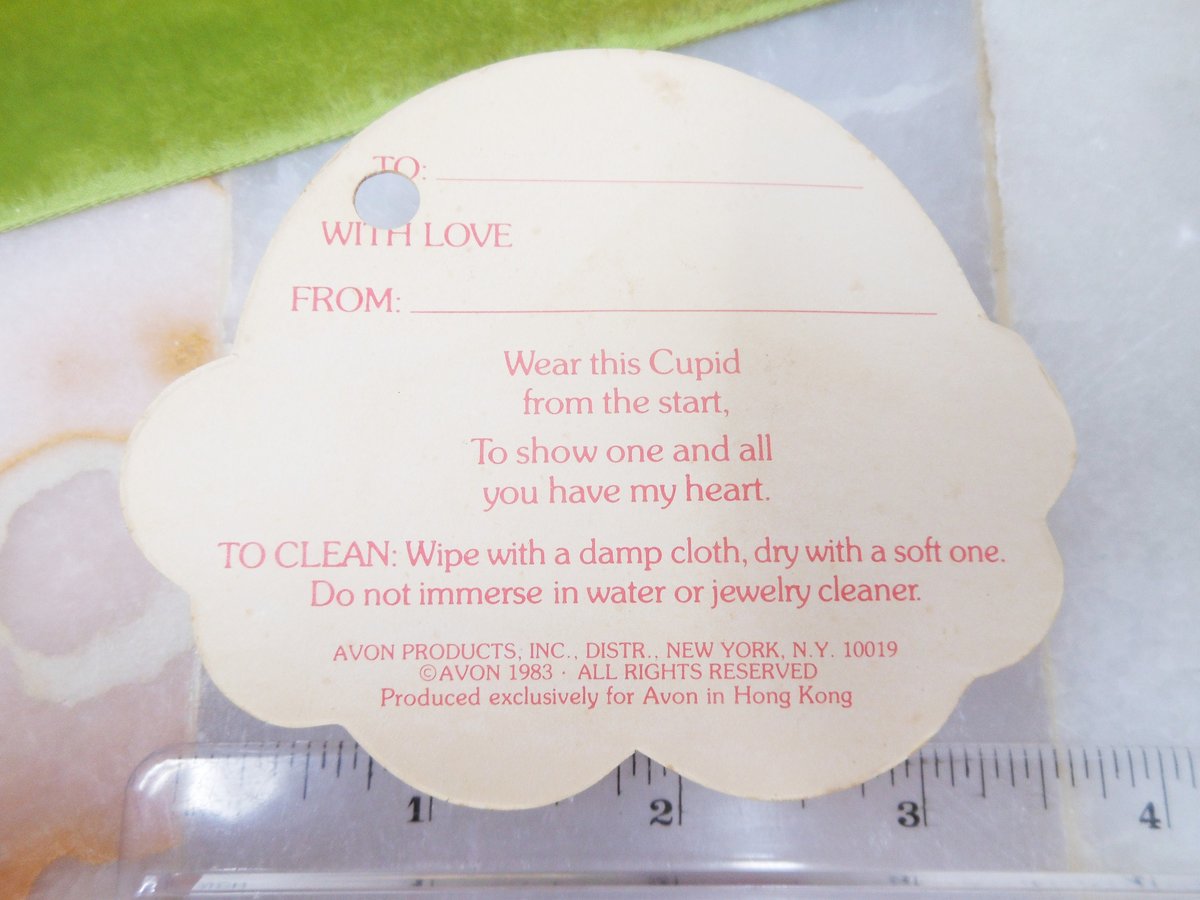 TO:
WITH LOVE
FROM:
Wear this Cupid
from the start,
To show one and all
you have my heart.
TO CLEAN: Wipe with a damp cloth, dry with a soft one.
Do not immerse in water or jewelry cleaner.
AVON PRODUCTS, INC., DISTR., NEW YORK, N.Y. 10019
©AVON 1983 · ALL RIGHTS RESERVED
Produced exclusively for Avon in Hong Kong
1 2 3 4